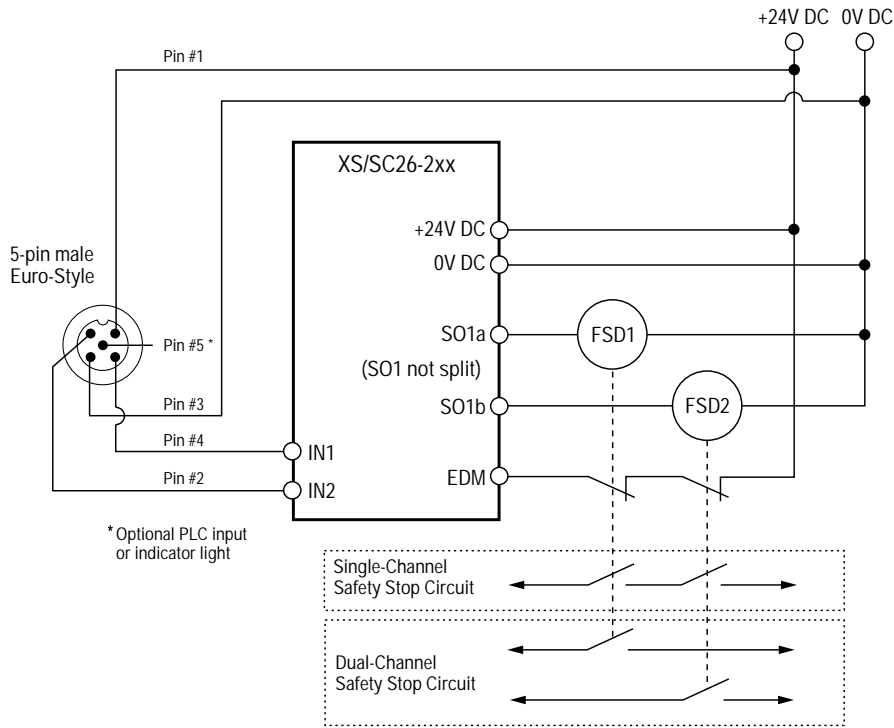 +24V DC
0V DC
Pin #1
XS/SC26-2xx
+24V DC
0V DC
5-pin male
Euro-Style
Pin #5 *
SO1a
FSD1
(SO1 not split)
Pin #3
SO1b
FSD2
Pin #4
IN1
Pin #2
IN2
EDM
* Optional PLC input
or indicator light
Single-Channel
Safety Stop Circuit
Dual-Channel
Safety Stop Circuit